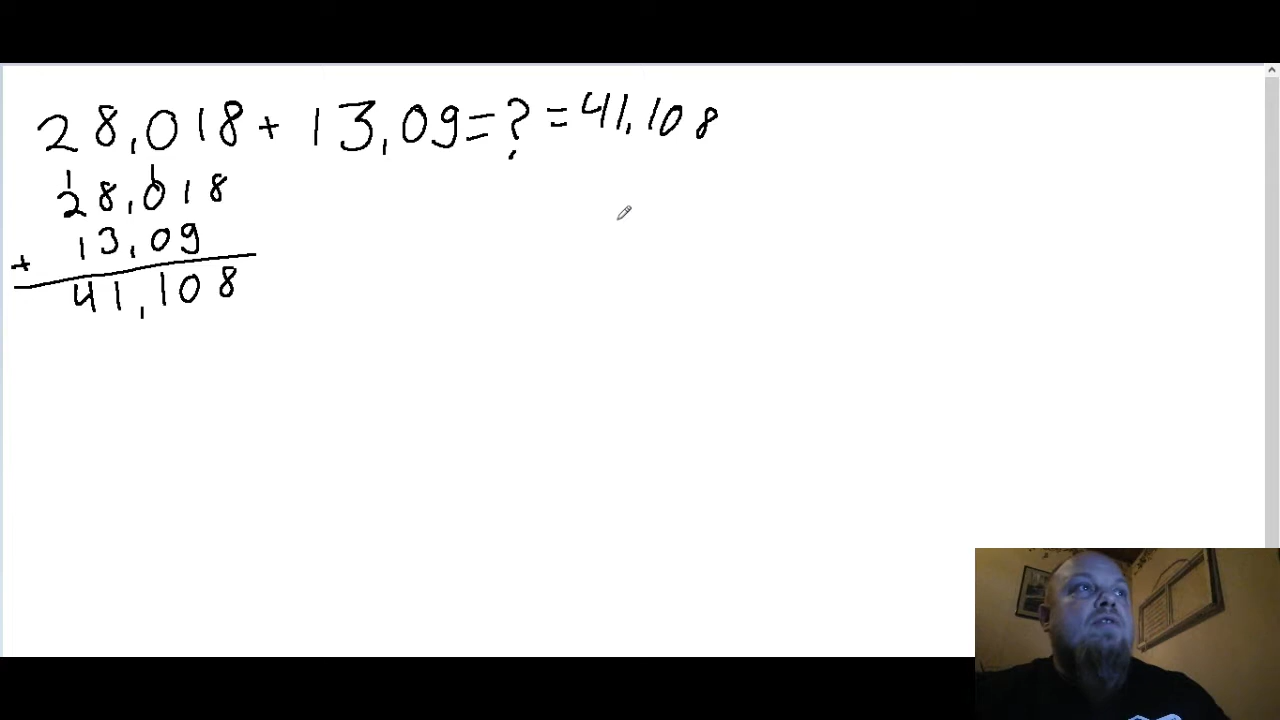 28,018 + 13,09 = ? = 41,108
1 1
28,018
+ 13,09
41,108